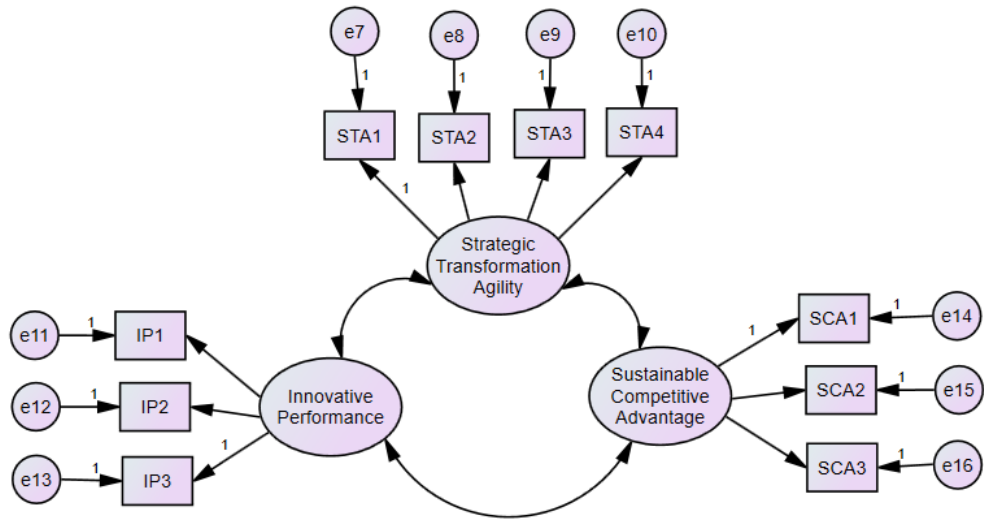 e7
e8
e9
e10
1
1
1
1
STA1
STA2
STA3
STA4
1
Strategic
Transformation
Agility
e11
1
IP1
e12
1
IP2
e13
1
IP3
1
Innovative
Performance
Sustainable
Competitive
Advantage
1
SCA1
1
e14
SCA2
1
e15
SCA3
1
e16